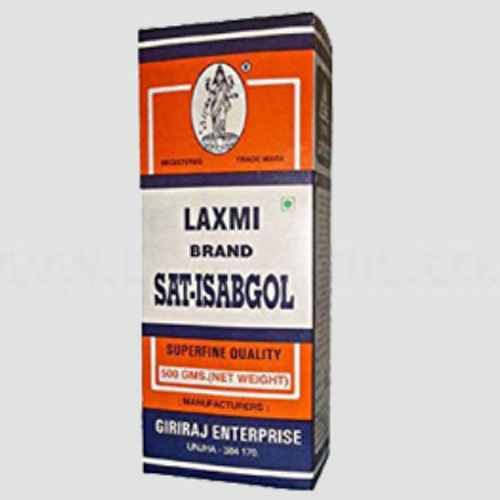 ®
REGISTERED TRADE MARK
LAXMI
BRAND
SAT-ISABGOL
SUPERFINE QUALITY
500 GMS.(NET WEIGHT)
: MANUFACTURERS :
GIRIRAJ ENTERPRISE
UNJHA - 384 170.